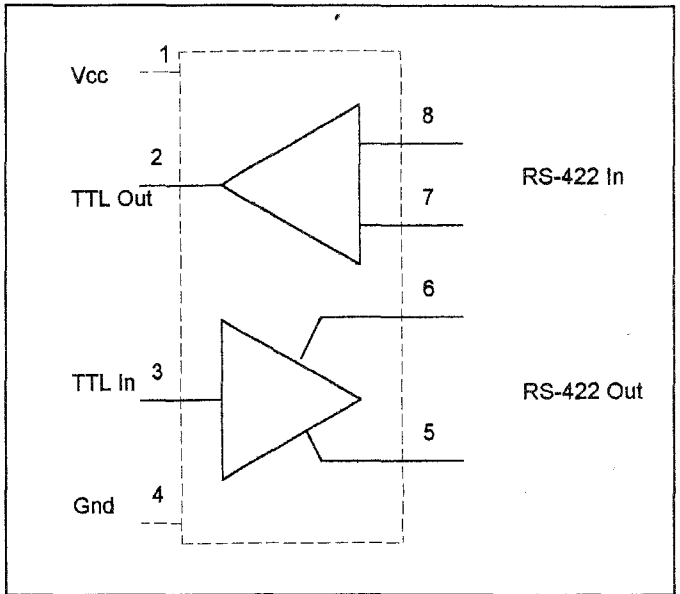 1
Vcc
8
2
RS-422 In
TTL Out
7
6
3
TTL In
RS-422 Out
5
4
Gnd